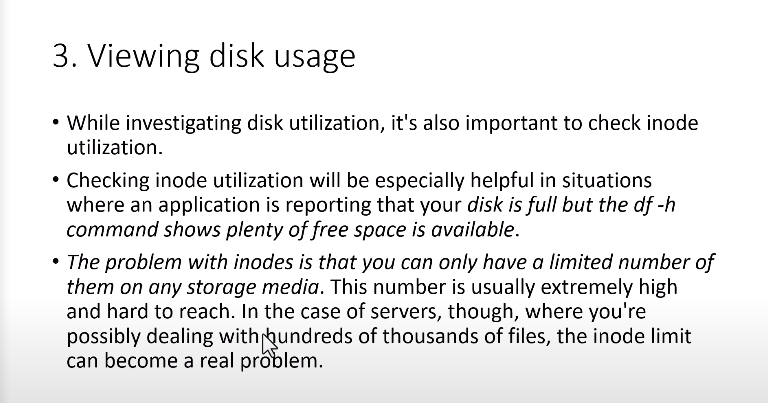 3. Viewing disk usage
• While investigating disk utilization, it's also important to check inode
utilization.
• Checking inode utilization will be especially helpful in situations
where an application is reporting that your disk is full but the df -h
command shows plenty of free space is available.
• The problem with inodes is that you can only have a limited number of
them on any storage media. This number is usually extremely high
and hard to reach. In the case of servers, though, where you're
possibly dealing with hundreds of thousands of files, the inode limit
can become a real problem.